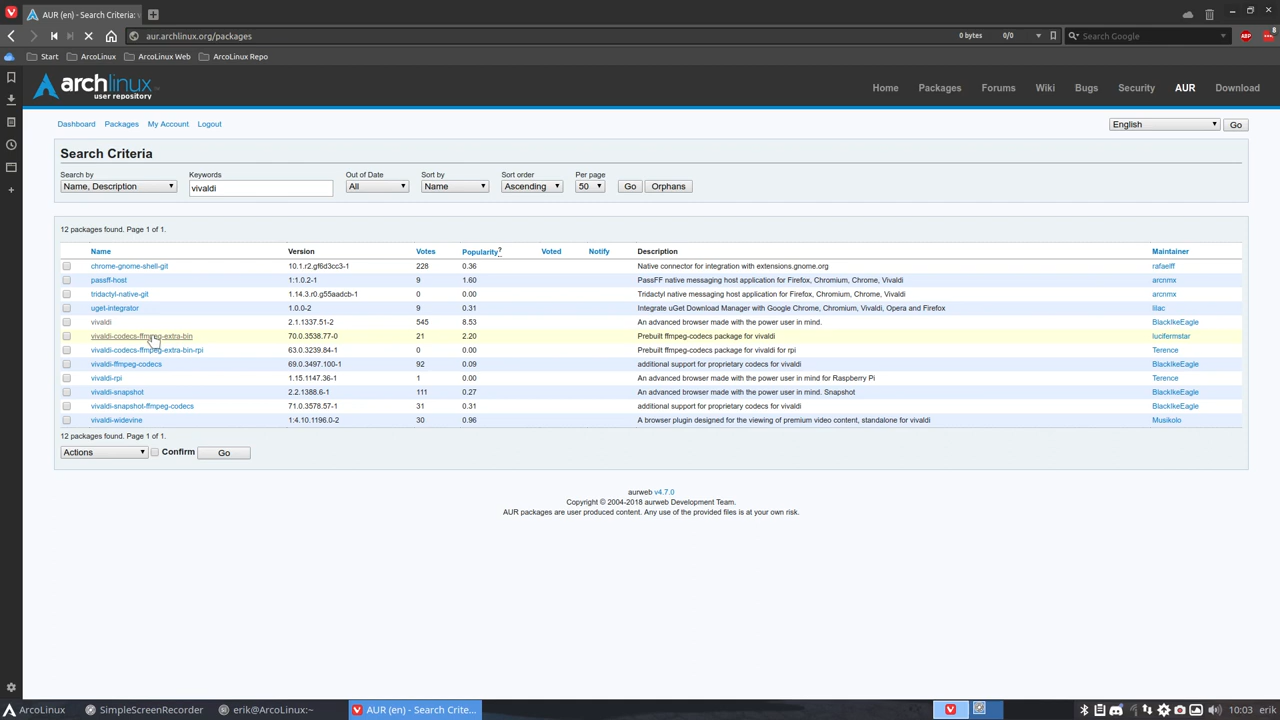 AUR (en) - Search Criteria: v
aur.archlinux.org/packages
0 bytes
0/0
Search Google
ABP
8
Start
ArcoLinux
ArcoLinux Web
ArcoLinux Repo
archlinux
user repository
Home
Packages
Forums
Wiki
Bugs
Security
AUR
Download
Dashboard Packages My Account Logout
English
Go
Search Criteria
Search by Keywords Out of Date Sort by Sort order Per page
Name, Description vivaldi All Name Ascending 50 Go Orphans
12 packages found. Page 1 of 1.
Name Version Votes Popularity? Voted Notify Description Maintainer
chrome-gnome-shell-git 10.1.r2.gf6d3cc3-1 228 0.36 Native connector for integration with extensions.gnome.org rafaelff
passff-host 1:1.0.2-1 9 1.60 PassFF native messaging host application for Firefox, Chromium, Chrome, Vivaldi arcnmx
tridactyl-native-git 1.14.3.r0.g55aadcb-1 0 0.00 Tridactyl native messaging host application for Firefox, Chromium, Chrome, Vivaldi arcnmx
uget-integrator 1.0.0-2 9 0.31 Integrate uGet Download Manager with Google Chrome, Chromium, Vivaldi, Opera and Firefox lilac
vivaldi 2.1.1337.51-2 545 8.53 An advanced browser made with the power user in mind. BlackIkeEagle
vivaldi-codecs-ffmpeg-extra-bin 70.0.3538.77-0 21 2.20 Prebuilt ffmpeg-codecs package for vivaldi lucifermstar
vivaldi-codecs-ffmpeg-extra-bin-rpi 63.0.3239.84-1 0 0.00 Prebuilt ffmpeg-codecs package for vivaldi for rpi Terence
vivaldi-ffmpeg-codecs 69.0.3497.100-1 92 0.09 additional support for proprietary codecs for vivaldi BlackIkeEagle
vivaldi-rpi 1.15.1147.36-1 1 0.00 An advanced browser made with the power user in mind for Raspberry Pi Terence
vivaldi-snapshot 2.2.1388.6-1 111 0.27 An advanced browser made with the power user in mind. Snapshot BlackIkeEagle
vivaldi-snapshot-ffmpeg-codecs 71.0.3578.57-1 31 0.31 additional support for proprietary codecs for vivaldi BlackIkeEagle
vivaldi-widevine 1:4.10.1196.0-2 30 0.96 A browser plugin designed for the viewing of premium video content, standalone for vivaldi Musikolo
12 packages found. Page 1 of 1.
Actions Confirm Go
aurweb v4.7.0
Copyright © 2004-2018 aurweb Development Team.
AUR packages are user produced content. Any use of the provided files is at your own risk.
ArcoLinux
SimpleScreenRecorder
erik@ArcoLinux:~
AUR (en) - Search Crite...
10:03
erik